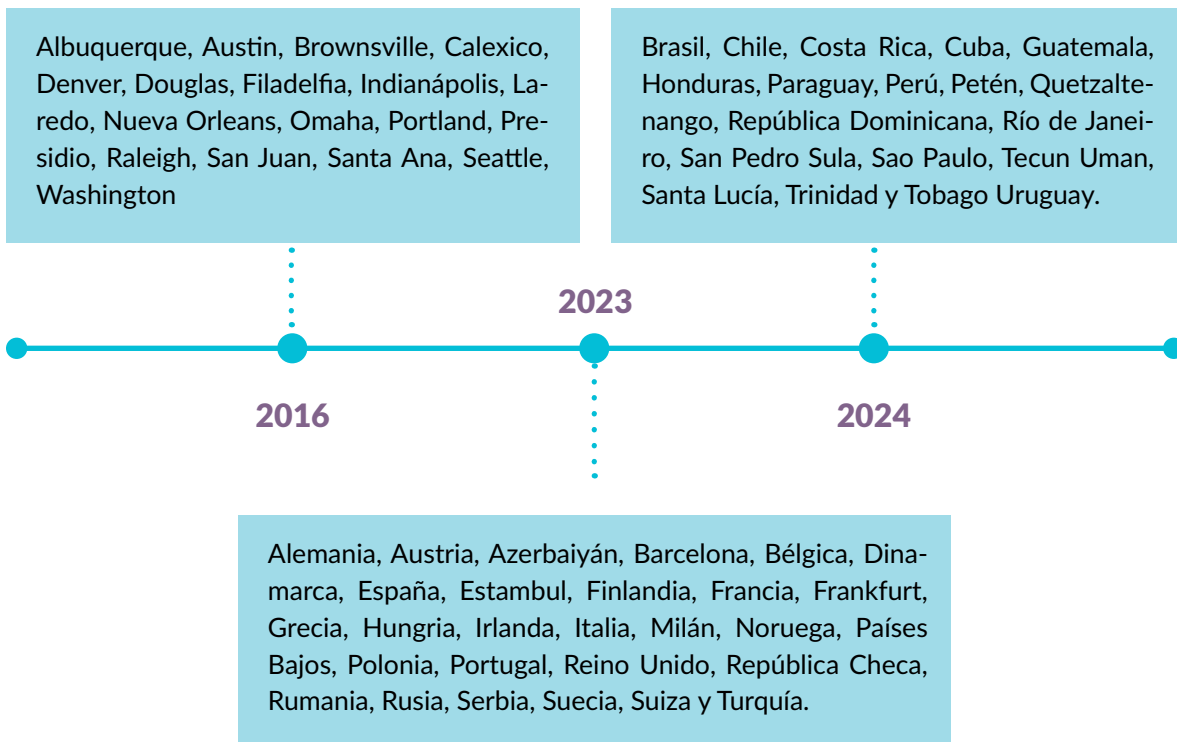 Albuquerque, Austin, Brownsville, Calexico,
Denver, Douglas, Filadelfia, Indianápolis, La-
redo, Nueva Orleans, Omaha, Portland, Pre-
sidio, Raleigh, San Juan, Santa Ana, Seattle,
Washington
Brasil, Chile, Costa Rica, Cuba, Guatemala,
Honduras, Paraguay, Perú, Petén, Quetzalte-
nango, República Dominicana, Río de Janei-
ro, San Pedro Sula, Sao Paulo, Tecun Uman,
Santa Lucía, Trinidad y Tobago Uruguay.
2023
2016
2024
Alemania, Austria, Azerbaiyán, Barcelona, Bélgica, Dina-
marca, España, Estambul, Finlandia, Francia, Frankfurt,
Grecia, Hungria, Irlanda, Italia, Milán, Noruega, Países
Bajos, Polonia, Portugal, Reino Unido, República Checa,
Rumania, Rusia, Serbia, Suecia, Suiza y Turquía.